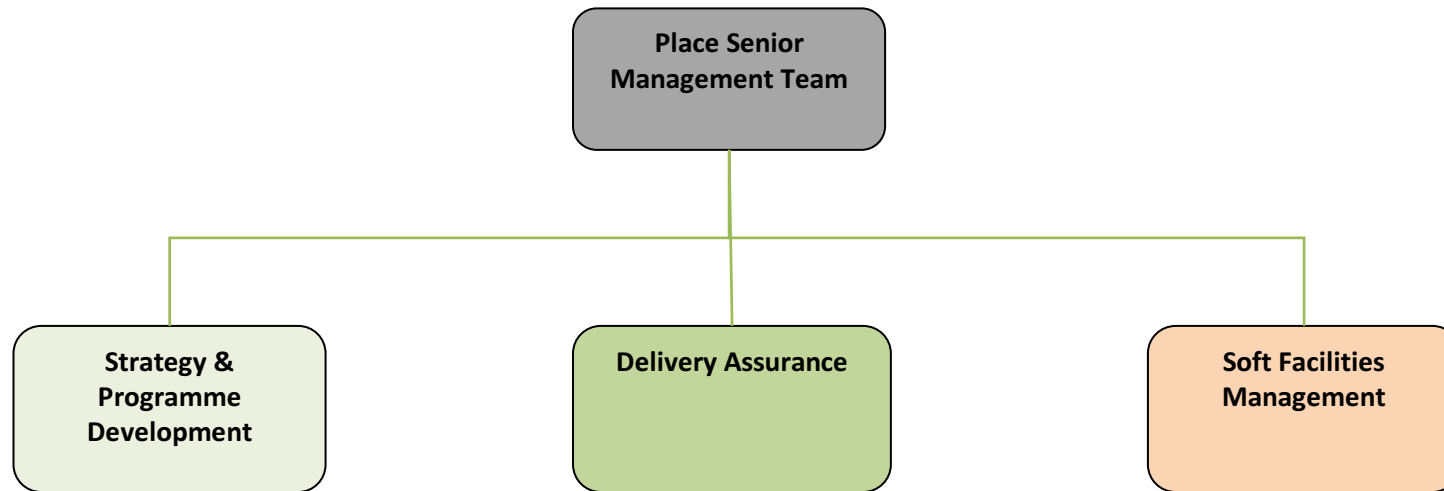 Place Senior
Management Team
Strategy &
Programme
Development
Delivery Assurance
Soft Facilities
Management